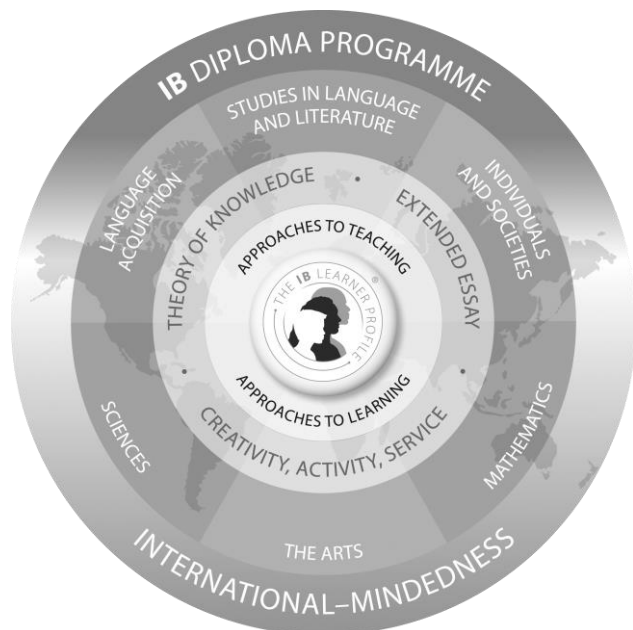 IB DIPLOMA PROGRAMME
STUDIES IN LANGUAGE
AND LITERATURE
LANGUAGE
ACQUISITION
INDIVIDUALS
AND SOCIETIES
THEORY OF KNOWLEDGE
EXTENDED ESSAY
APPROACHES TO TEACHING
THE IB LEARNER PROFILE
®
APPROACHES TO LEARNING
CREATIVITY, ACTIVITY, SERVICE
SCIENCES
MATHEMATICS
THE ARTS
INTERNATIONAL–MINDEDNESS